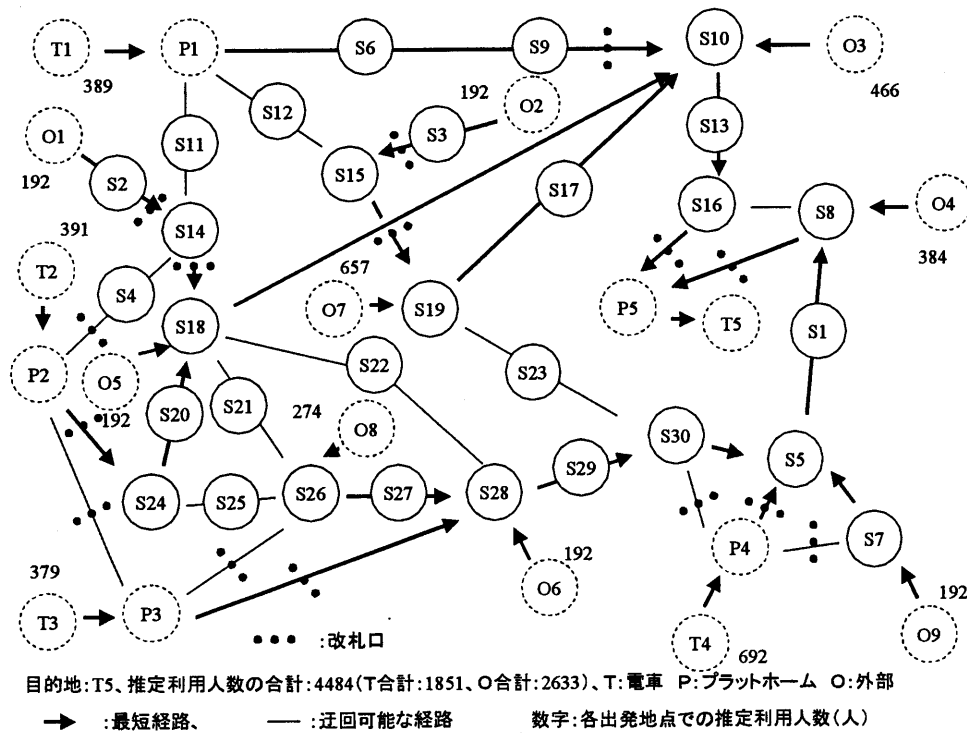 T1
P1
S6
S9
S10
O3
389
466
S12
192
O2
O1
S11
S3
S13
192
S2
S15
S17
S14
S16
S8
O4
391
384
T2
S4
657
O7
S19
P5
T5
S18
S1
P2
O5
S22
S23
192
S20
S21
274
O8
S30
S5
S24
S25
S26
S27
S28
S29
P4
S7
379
192
O6
192
T3
P3
T4
692
O9
:改札口
目的地:T5、推定利用人数の合計:4484(T合計:1851、O合計:2633)、T:電車 P:プラットホーム O:外部
:最短経路、 :迂回可能な経路 数字:各出発地点での推定利用人数(人)